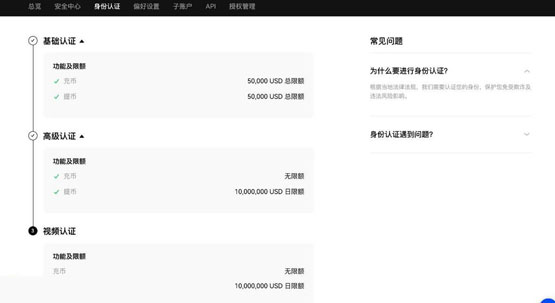 总览 安全中心 身份认证 偏好设置 子账户 API 授权管理
基础认证
功能及限额
充币 50,000 USD 总限额
提币 50,000 USD 总限额
高级认证
功能及限额
充币 无限额
提币 10,000,000 USD 日限额
3 视频认证
功能及限额
充币 无限额
10,000,000 USD 日限额
常见问题
为什么要进行身份认证?
根据当地法律法规，我们需要认证您的身份，保护您免受欺诈及
违法风险影响。
身份认证遇到问题?